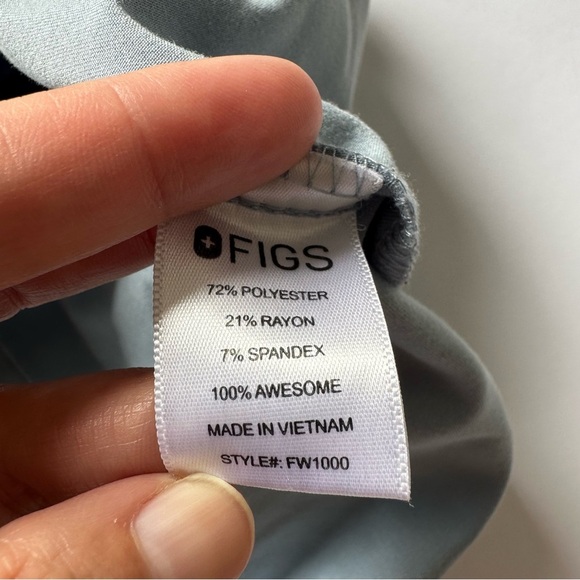 FIGS
72% POLYESTER
21% RAYON
7% SPANDEX
100% AWESOME
MADE IN VIETNAM
STYLE#: FW1000